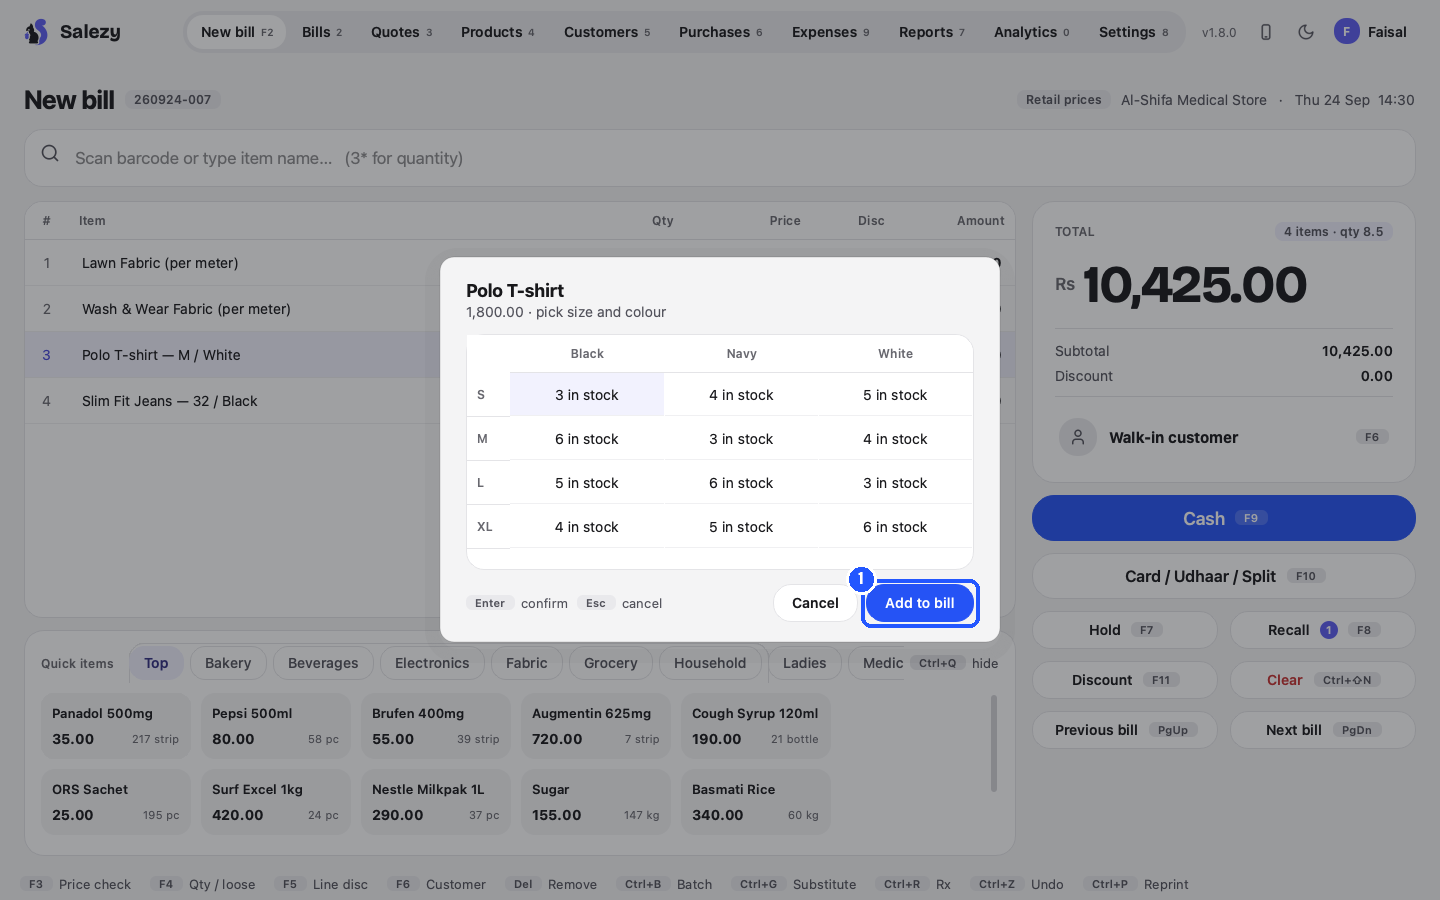 Salezy
New bill F2 Bills 2 Quotes 3 Products 4 Customers 5 Purchases 6 Expenses 9 Reports 7 Analytics 0 Settings 8 v1.8.0 F Faisal
New bill 260924-007 Retail prices Al-Shifa Medical Store · Thu 24 Sep 14:30
Scan barcode or type item name... (3* for quantity)
# Item Qty Price Disc Amount
1 Lawn Fabric (per meter)
2 Wash & Wear Fabric (per meter)
3 Polo T-shirt — M / White
4 Slim Fit Jeans — 32 / Black
TOTAL 4 items · qty 8.5
Rs 10,425.00
Subtotal 10,425.00
Discount 0.00
Walk-in customer F6
Cash F9
Card / Udhaar / Split F10
Hold F7 Recall 1 F8
Discount F11 Clear Ctrl+⇧N
Previous bill PgUp Next bill PgDn
Polo T-shirt
1,800.00 · pick size and colour
Black Navy White
S 3 in stock 4 in stock 5 in stock
M 6 in stock 3 in stock 4 in stock
L 5 in stock 6 in stock 3 in stock
XL 4 in stock 5 in stock 6 in stock
Enter confirm Esc cancel Cancel 1 Add to bill
Quick items Top Bakery Beverages Electronics Fabric Grocery Household Ladies Medic Ctrl+Q hide
Panadol 500mg Pepsi 500ml Brufen 400mg Augmentin 625mg Cough Syrup 120ml
35.00 217 strip 80.00 58 pc 55.00 39 strip 720.00 7 strip 190.00 21 bottle
ORS Sachet Surf Excel 1kg Nestle Milkpak 1L Sugar Basmati Rice
25.00 195 pc 420.00 24 pc 290.00 37 pc 155.00 147 kg 340.00 60 kg
F3 Price check F4 Qty / loose F5 Line disc F6 Customer Del Remove Ctrl+B Batch Ctrl+G Substitute Ctrl+R Rx Ctrl+Z Undo Ctrl+P Reprint